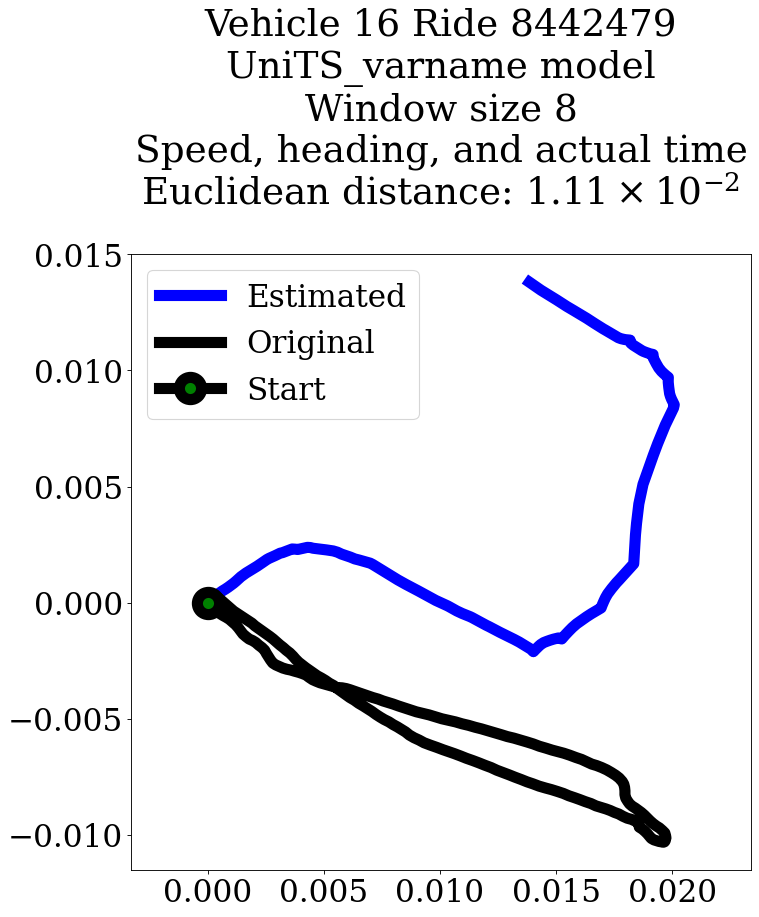 Vehicle 16 Ride 8442479
UniTS_varname model
Window size 8
Speed, heading, and actual time
Euclidean distance: 1.11 × 10⁻²
0.015
0.010
0.005
0.000
−0.005
−0.010
Estimated
Original
Start
0.000 0.005 0.010 0.015 0.020